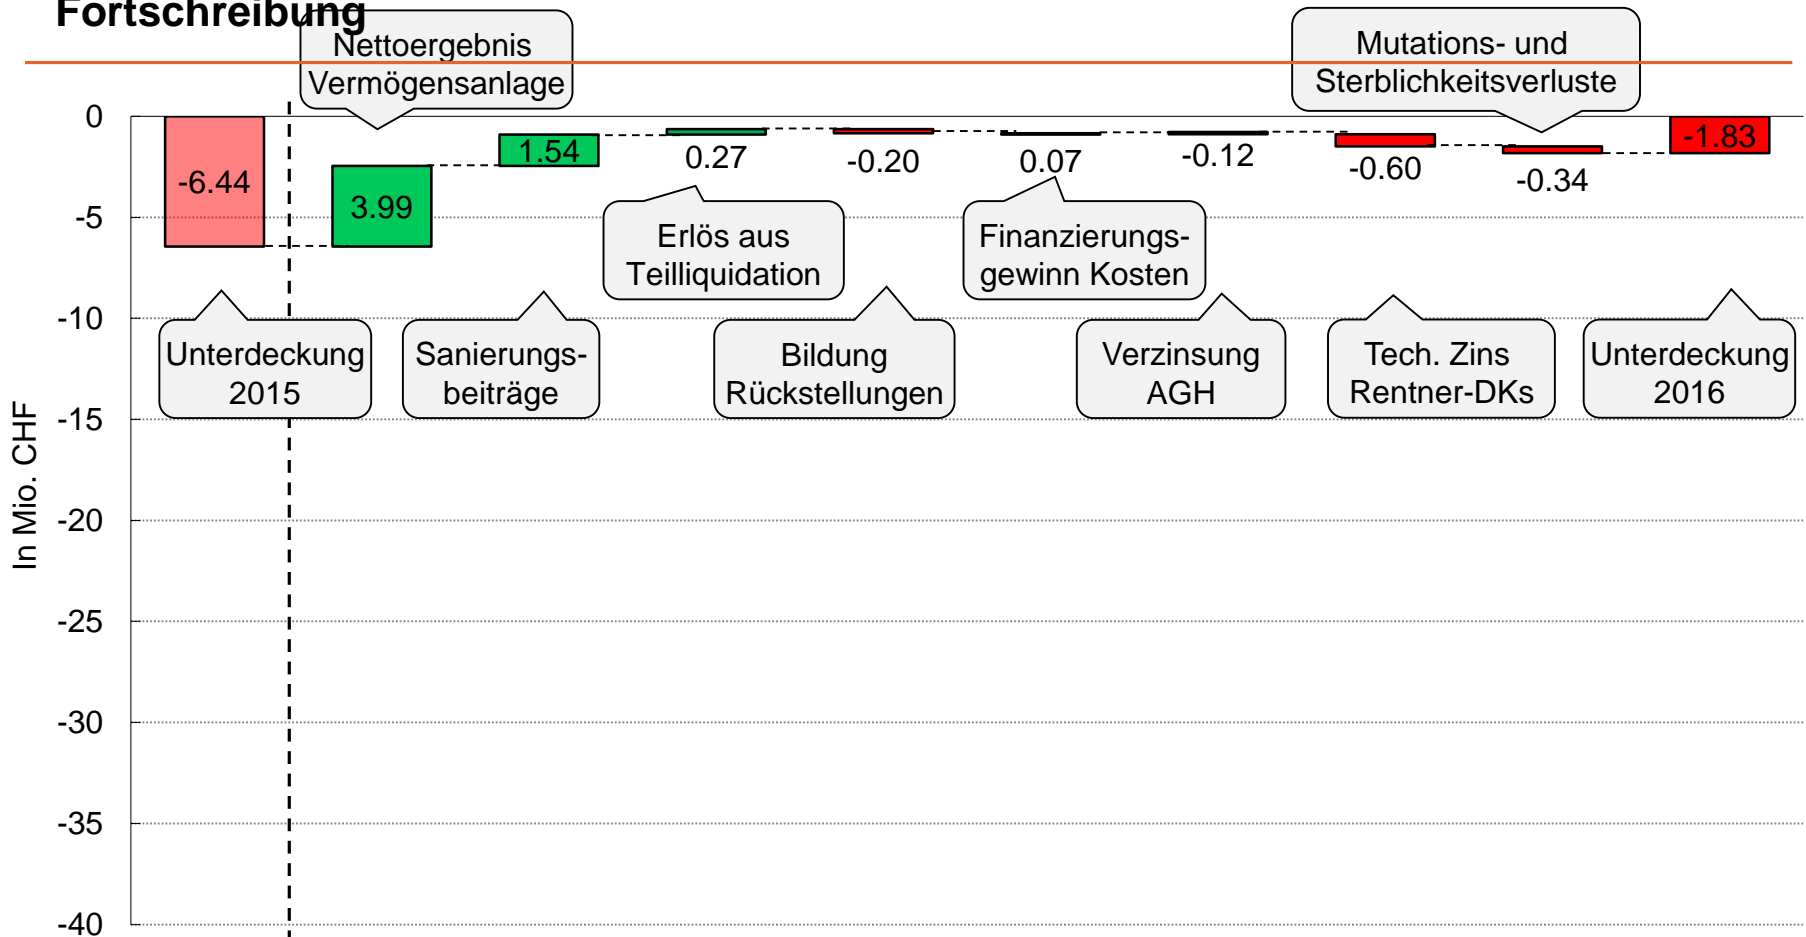 Fortschreibung
Nettoergebnis
Vermögensanlage
Mutations- und
Sterblichkeitsverluste
0
-5
-10
-15
-20
-25
-30
-35
-40
In Mio. CHF
-6.44
3.99
1.54
0.27
-0.20
0.07
-0.12
-0.60
-0.34
-1.83
Erlös aus
Teilliquidation
Finanzierungs-
gewinn Kosten
Unterdeckung
2015
Sanierungs-
beiträge
Bildung
Rückstellungen
Verzinsung
AGH
Tech. Zins
Rentner-DKs
Unterdeckung
2016